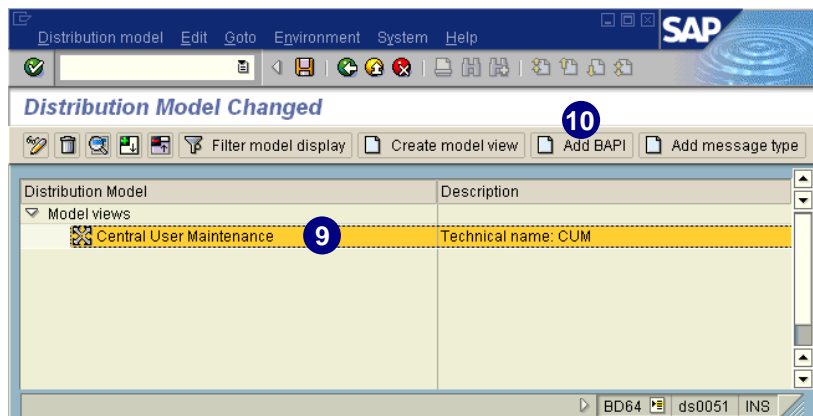 Distribution model Edit Goto Environment System Help
SAP
Distribution Model Changed
10
Filter model display Create model view Add BAPI Add message type
Distribution Model Description
Model views
Central User Maintenance 9 Technical name: CUM
BD64 ds0051 INS